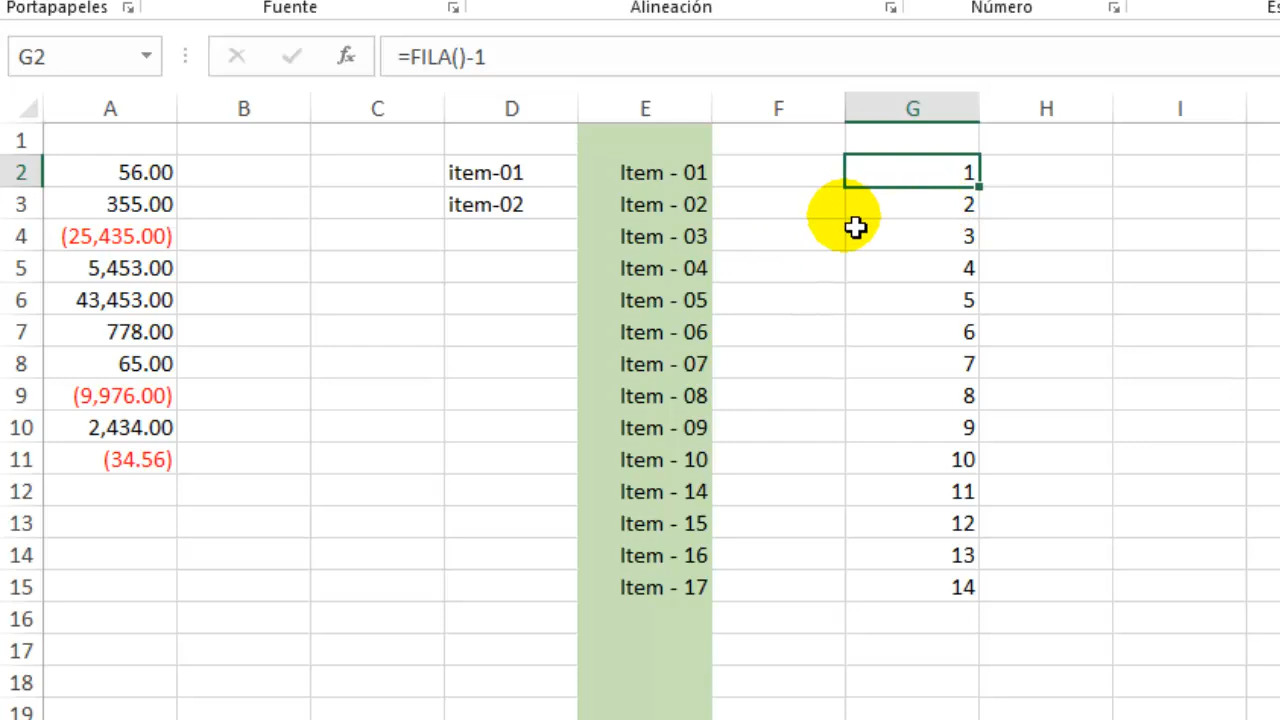 Portapapeles Fuente Alineación Número Es
G2 fx =FILA()-1
A B C D E F G H I
1
2 56.00 item-01 Item - 01 1
3 355.00 item-02 Item - 02 2
4 (25,435.00) Item - 03 3
5 5,453.00 Item - 04 4
6 43,453.00 Item - 05 5
7 778.00 Item - 06 6
8 65.00 Item - 07 7
9 (9,976.00) Item - 08 8
10 2,434.00 Item - 09 9
11 (34.56) Item - 10 10
12 Item - 14 11
13 Item - 15 12
14 Item - 16 13
15 Item - 17 14
16
17
18
19